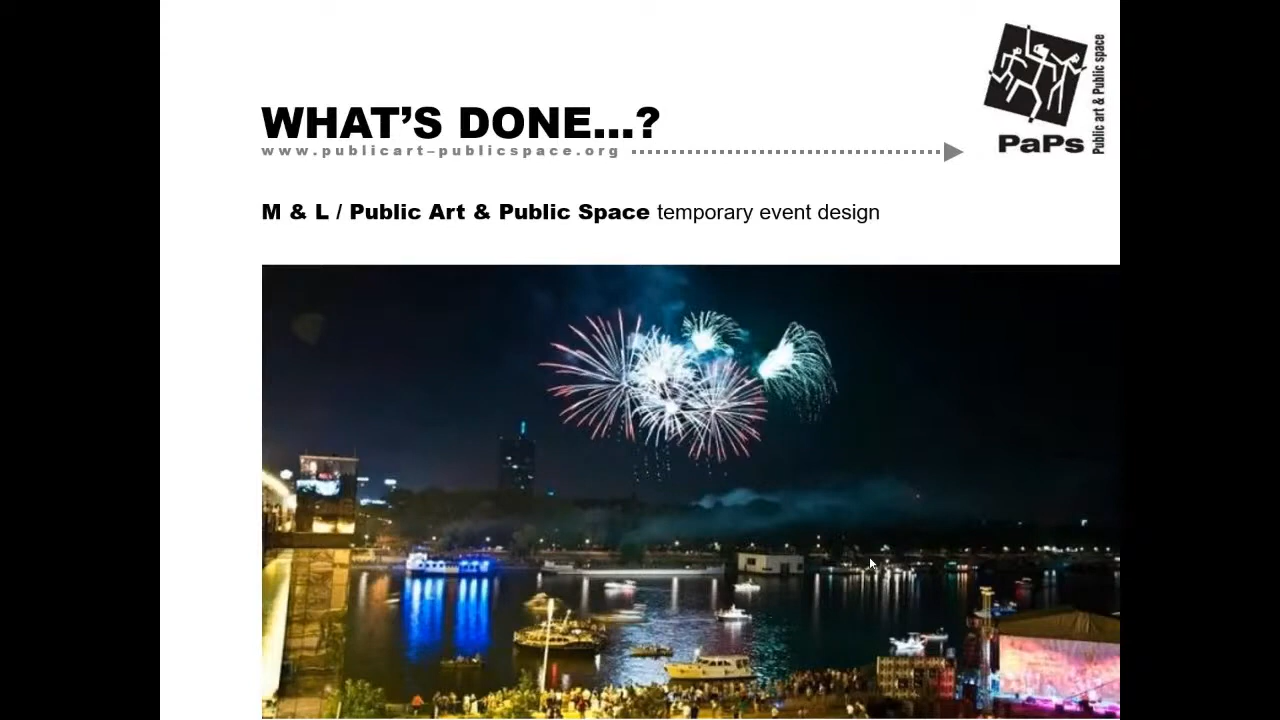 WHAT’S DONE...?
www.publicart-publicspace.org
M & L / Public Art & Public Space temporary event design
PaPs
Public art & Public space